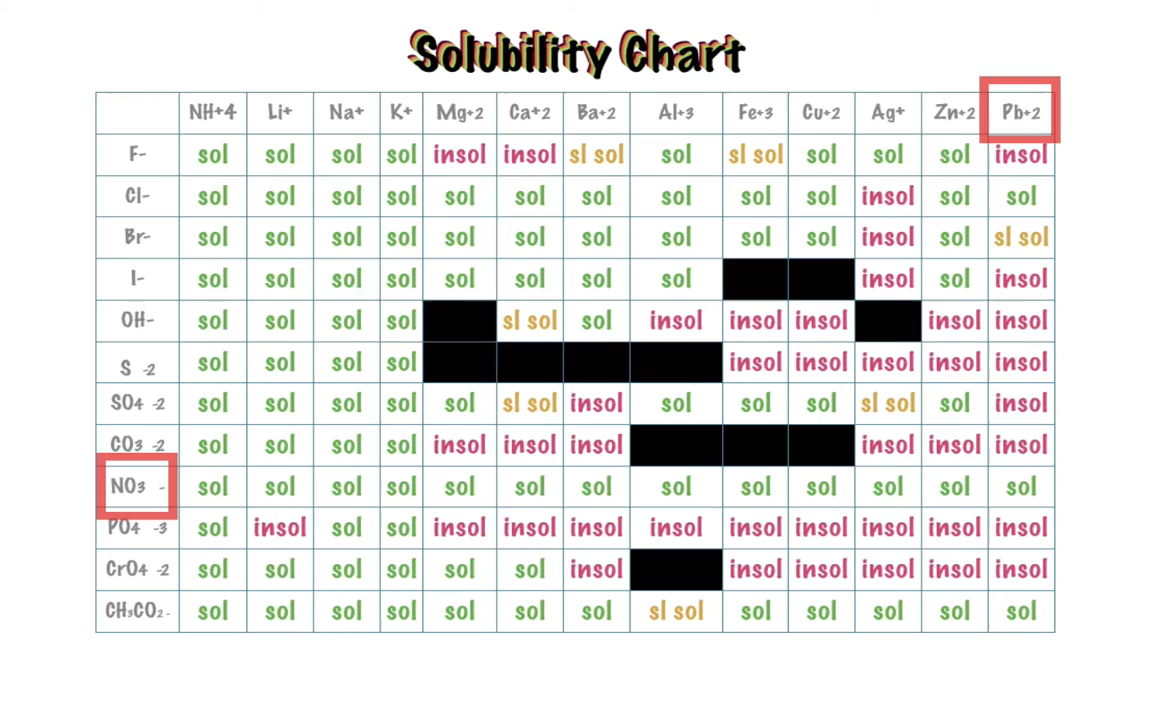 Solubility Chart
NH+4 Li+ Na+ K+ Mg+2 Ca+2 Ba+2 Al+3 Fe+3 Cu+2 Ag+ Zn+2 Pb+2
F- sol sol sol sol insol insol sl sol sol sl sol sol sol sol insol
Cl- sol sol sol sol sol sol sol sol sol sol insol sol sol
Br- sol sol sol sol sol sol sol sol sol sol insol sol sl sol
I- sol sol sol sol sol sol sol sol insol sol insol
OH- sol sol sol sol sl sol sol insol insol insol insol insol
S -2 sol sol sol sol insol insol insol insol insol
SO4 -2 sol sol sol sol sol sl sol insol sol sol sol sl sol sol insol
CO3 -2 sol sol sol sol insol insol insol insol insol insol
NO3 - sol sol sol sol sol sol sol sol sol sol sol sol sol
PO4 -3 sol insol sol sol insol insol insol insol insol insol insol insol insol
CrO4 -2 sol sol sol sol sol sol insol insol insol insol insol insol
CH3CO2 - sol sol sol sol sol sol sol sl sol sol sol sol sol sol